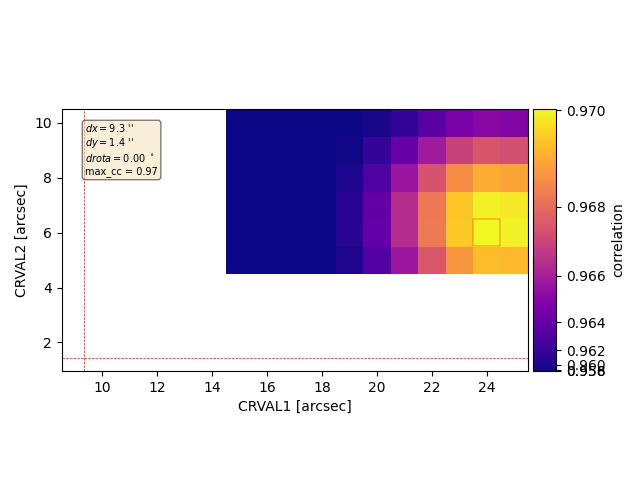 dx = 9.3 ''
dy = 1.4 ''
drota = 0.00 °
max_cc = 0.97
10
8
6
4
2
CRVAL2 [arcsec]
10 12 14 16 18 20 22 24
CRVAL1 [arcsec]
0.970
0.968
0.966
0.964
0.962
0.960
correlation